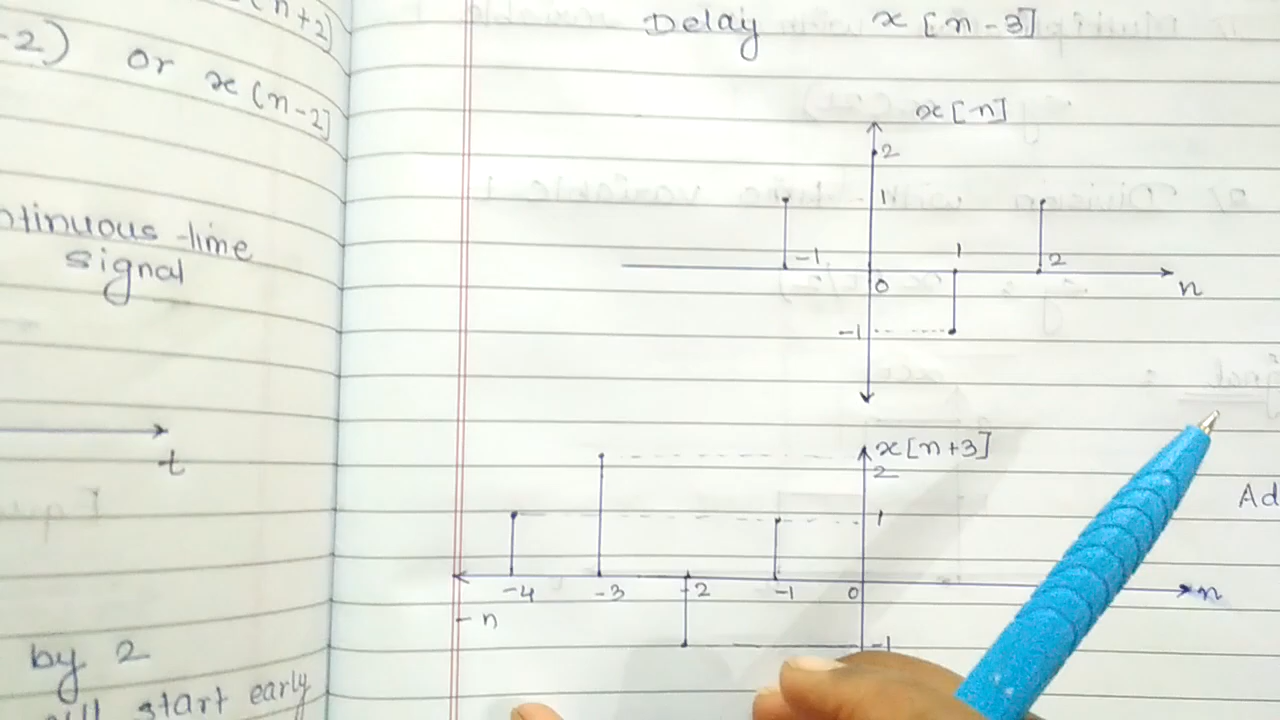 (n+2)
-2) or x(n-2]
ntinuous-time
signal
t
by 2
start early
Delay x[n-3]
x[n]
2
1
-1 1 2
0 n
-1
x[n+3]
2
1
-4 -3 -2 -1 0 n
-n
-1
Ad